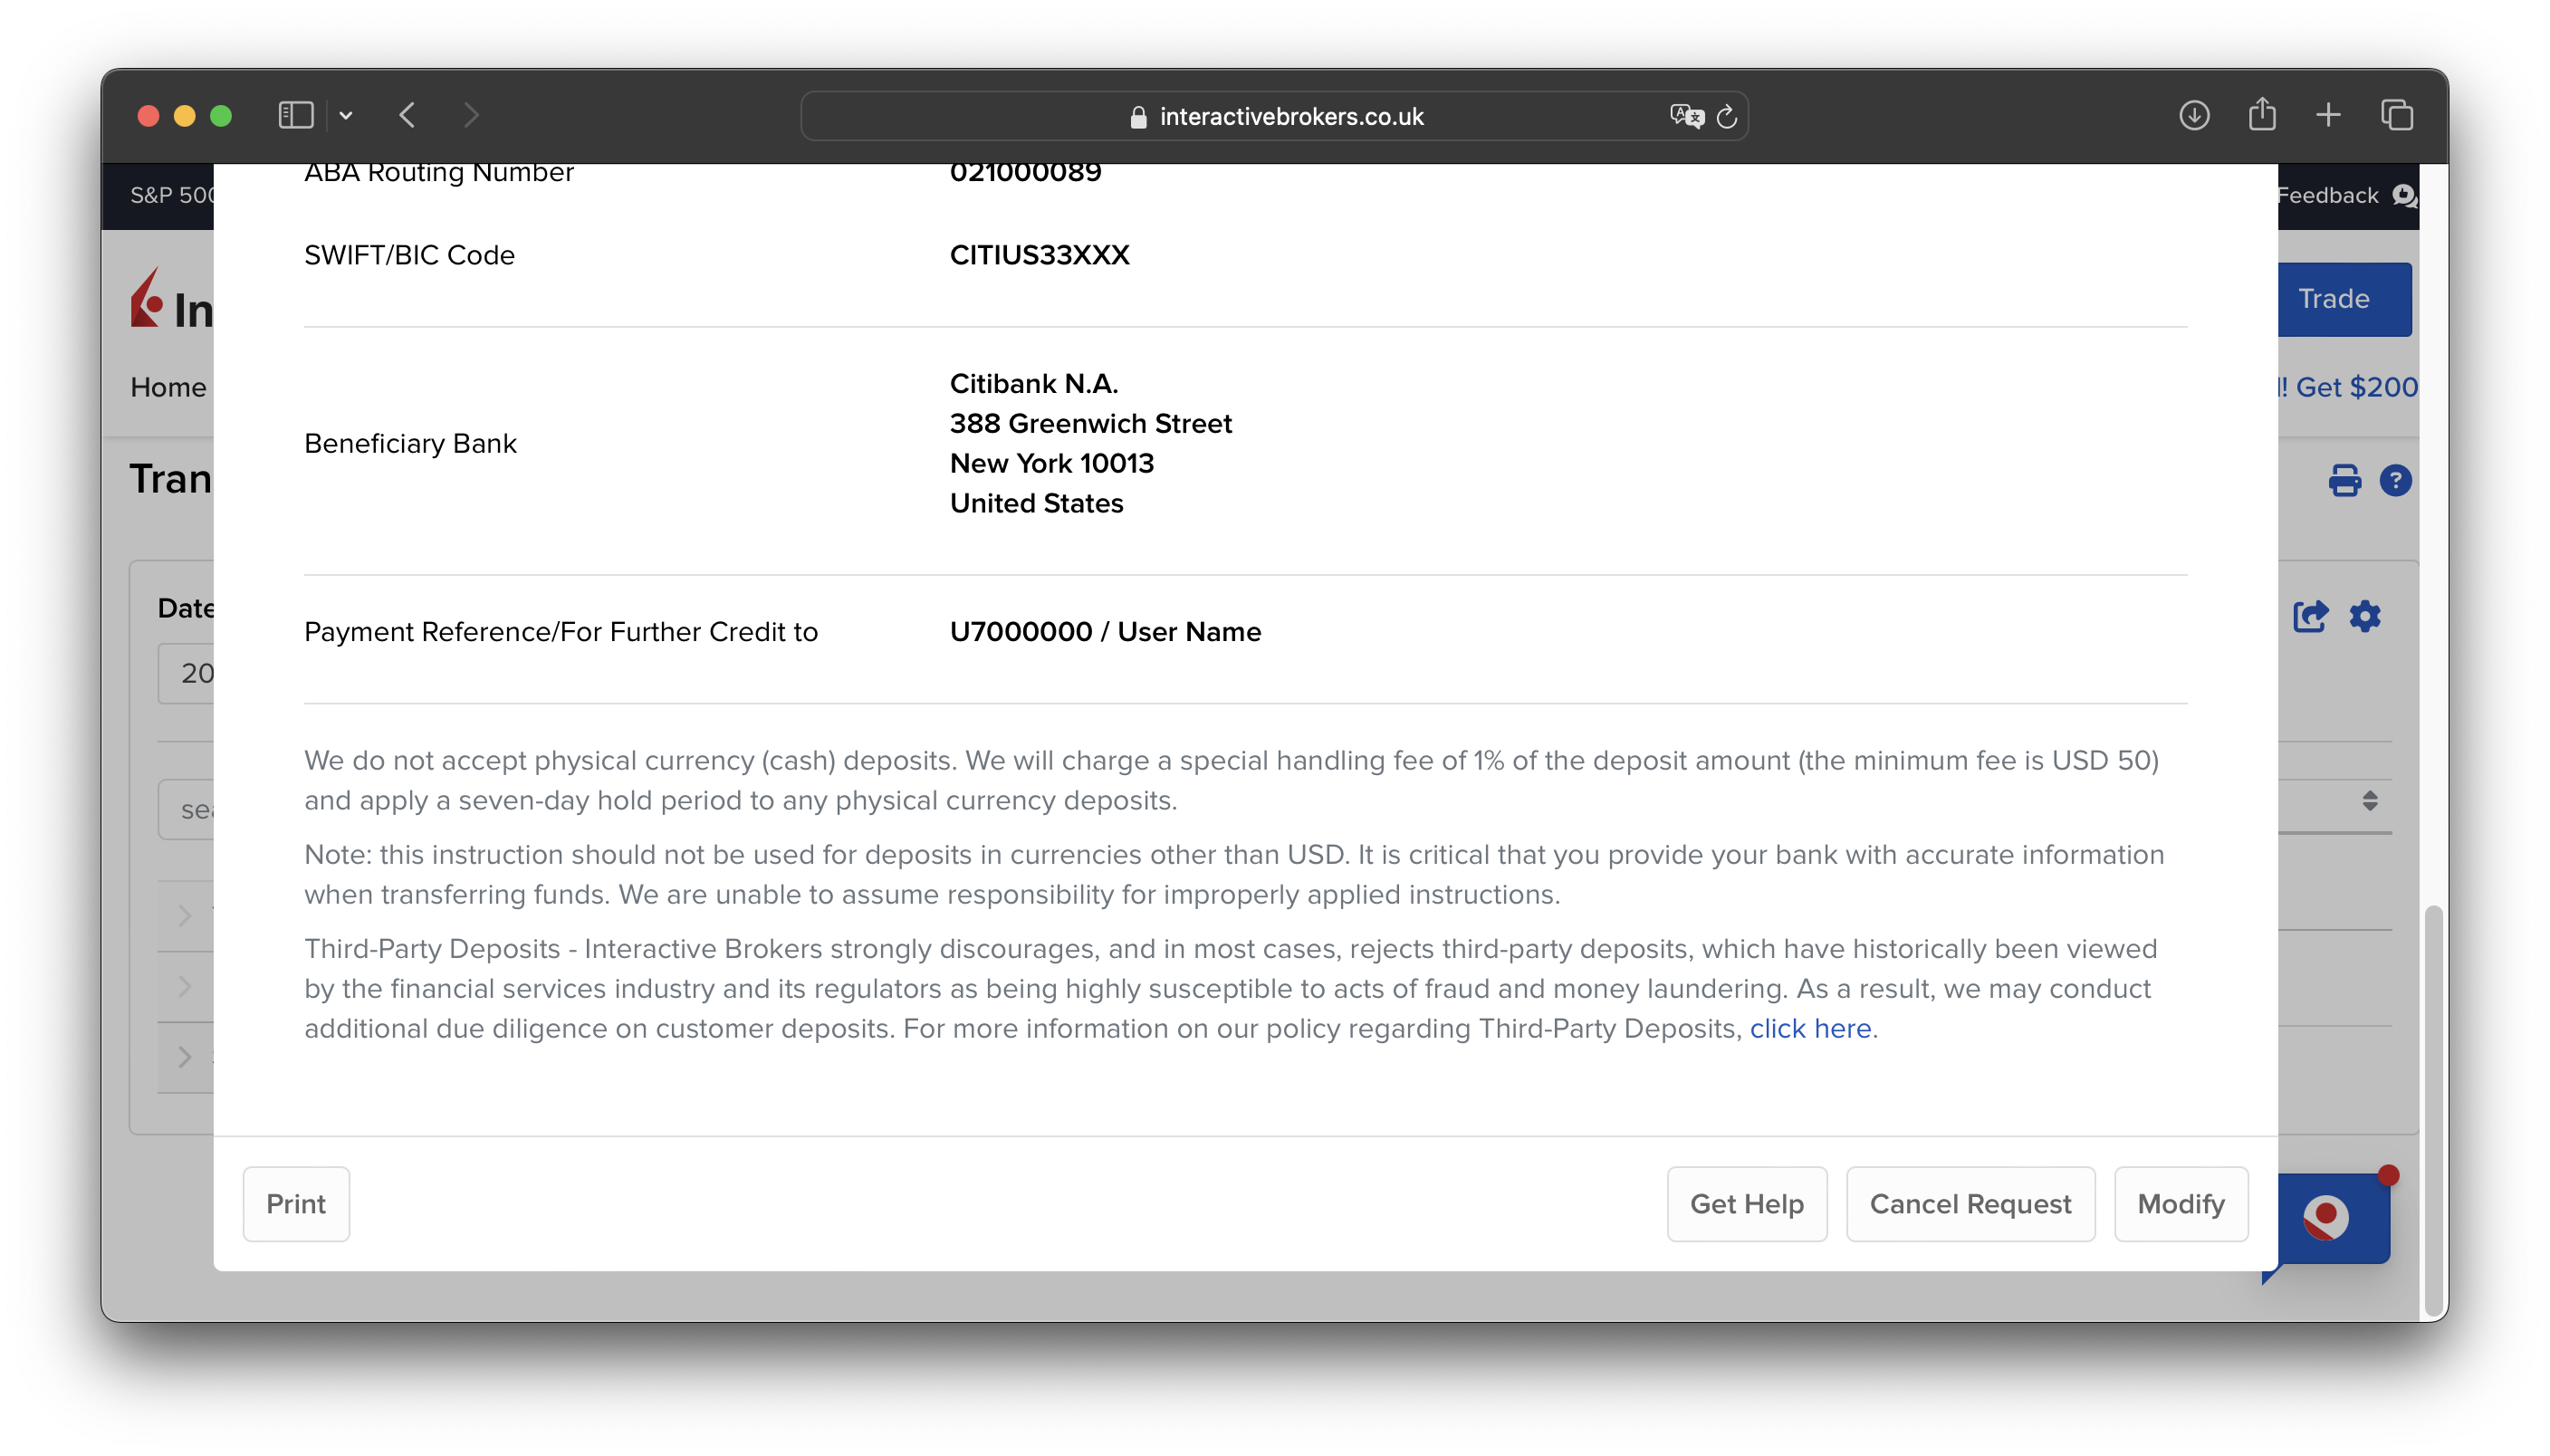 interactivebrokers.co.uk
S&P 500
Feedback
ABA Routing Number 021000089
SWIFT/BIC Code CITIUS33XXX
In
Trade
Home
! Get $200
Citibank N.A.
388 Greenwich Street
Beneficiary Bank
New York 10013
United States
Tran
Date
Payment Reference/For Further Credit to U7000000 / User Name
20
We do not accept physical currency (cash) deposits. We will charge a special handling fee of 1% of the deposit amount (the minimum fee is USD 50)
and apply a seven-day hold period to any physical currency deposits.
sea
Note: this instruction should not be used for deposits in currencies other than USD. It is critical that you provide your bank with accurate information
when transferring funds. We are unable to assume responsibility for improperly applied instructions.
Third-Party Deposits - Interactive Brokers strongly discourages, and in most cases, rejects third-party deposits, which have historically been viewed
by the financial services industry and its regulators as being highly susceptible to acts of fraud and money laundering. As a result, we may conduct
additional due diligence on customer deposits. For more information on our policy regarding Third-Party Deposits, click here.
Print
Get Help
Cancel Request
Modify